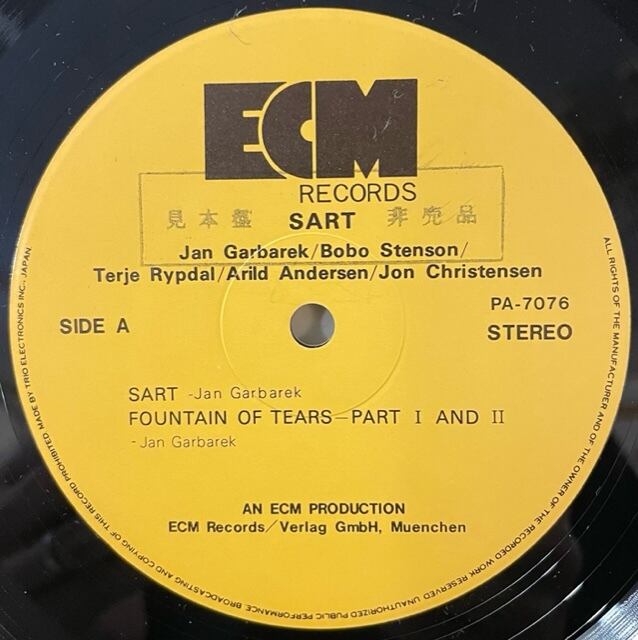 ECM
RECORDS
見本盤 SART 非売品
Jan Garbarek/Bobo Stenson/
Terje Rypdal/Arild Andersen/Jon Christensen
PA-7076
SIDE A STEREO
SART -Jan Garbarek
FOUNTAIN OF TEARS—PART I AND II
-Jan Garbarek
AN ECM PRODUCTION
ECM Records/Verlag GmbH, Muenchen
ALL RIGHTS OF THE MANUFACTURER AND OF THE OWNER OF THE RECORDED WORK RESERVED UNAUTHORIZED PUBLIC PERFORMANCE BROADCASTING AND COPYING OF THIS RECORD PROHIBITED MADE BY TRIO ELECTRONICS INC., JAPAN